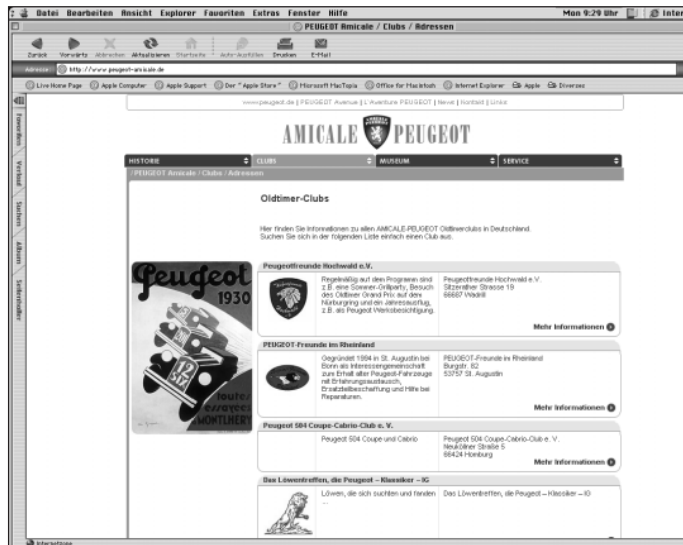 Datei Bearbeiten Ansicht Explorer Favoriten Extras Fenster Hilfe Mon 9:29 Uhr
PEUGEOT Amicale / Clubs / Adressen
Zurück Vorwärts Abbrechen Aktualisieren Startseite Auto-Ausfüllen Drucken E-Mail
Adresse http://www.peugeot-amicale.de
Live Home Page Apple Computer Apple Support Der "Apple Store" Microsoft MacTopia Office for Macintosh Internet Explorer Apple Diverses
Favoriten
Verlauf
Suchen
Album
Seitenhalter
www.peugeot.de | PEUGEOT Avenue | L'Aventure PEUGEOT | News | Kontakt | Links
AMICALE PEUGEOT
HISTORIE CLUBS MUSEUM SERVICE
/ PEUGEOT Amicale / Clubs / Adressen
Oldtimer-Clubs
Hier finden Sie Informationen zu allen AMICALE-PEUGEOT Oldtimerclubs in Deutschland.
Suchen Sie sich in der folgenden Liste einfach einen Club aus.
Peugeot
1930
12
toutes
essayées
MONTLHERY
Peugeotfreunde Hochwald e.V.
Regelmäßig auf dem Programm sind
z.B. eine Sommer-Grillparty, Besuch
des Oldtimer Grand Prix auf dem
Nürburgring und ein Jahresausflug,
z.B. als Peugeot Werksbesichtigung.
Peugeotfreunde Hochwald e.V.
Sitzerather Strasse 19
66687 Wadrill
Mehr Informationen
PEUGEOT-Freunde im Rheinland
Gegründet 1994 in St. Augustin bei
Bonn als Interessengemeinschaft
zum Erhalt alter Peugeot-Fahrzeuge
mit Erfahrungsaustausch,
Ersatzteilbeschaffung und Hilfe bei
Reparaturen.
PEUGEOT-Freunde im Rheinland
Burgstr. 82
53757 St. Augustin
Mehr Informationen
Peugeot 504 Coupe-Cabrio-Club e. V.
Peugeot 504 Coupe und Cabrio
Peugeot 504 Coupe-Cabrio-Club e. V.
Neuköllner Straße 5
66424 Homburg
Mehr Informationen
Das Löwentreffen, die Peugeot – Klassiker – IG
Löwen, die sich suchten und fanden
...
Das Löwentreffen, die Peugeot – Klassiker – IG